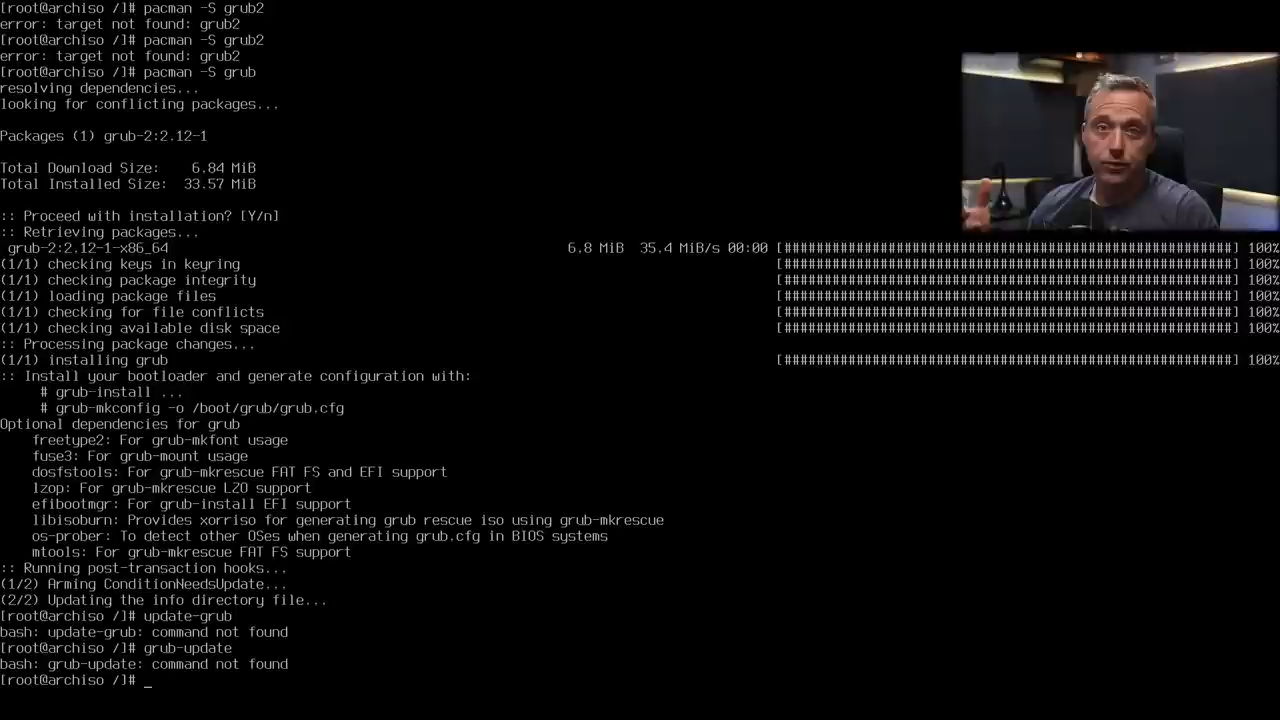 [root@archiso /]# pacman -S grub2
error: target not found: grub2
[root@archiso /]# pacman -S grub2
error: target not found: grub2
[root@archiso /]# pacman -S grub
resolving dependencies...
looking for conflicting packages...
Packages (1) grub-2:2.12-1
Total Download Size:    6.84 MiB
Total Installed Size:  33.57 MiB
:: Proceed with installation? [Y/n]
:: Retrieving packages...
grub-2:2.12-1-x86_64 6.8 MiB 35.4 MiB/s 00:00 [########################################################] 100%
(1/1) checking keys in keyring [########################################################] 100%
(1/1) checking package integrity [########################################################] 100%
(1/1) loading package files [########################################################] 100%
(1/1) checking for file conflicts [########################################################] 100%
(1/1) checking available disk space [########################################################] 100%
:: Processing package changes...
(1/1) installing grub [########################################################] 100%
:: Install your bootloader and generate configuration with:
# grub-install ...
# grub-mkconfig -o /boot/grub/grub.cfg
Optional dependencies for grub
freetype2: For grub-mkfont usage
fuse3: For grub-mount usage
dosfstools: For grub-mkrescue FAT FS and EFI support
lzop: For grub-mkrescue LZO support
efibootmgr: For grub-install EFI support
libisoburn: Provides xorriso for generating grub rescue iso using grub-mkrescue
os-prober: To detect other OSes when generating grub.cfg in BIOS systems
mtools: For grub-mkrescue FAT FS support
:: Running post-transaction hooks...
(1/2) Arming ConditionNeedsUpdate...
(2/2) Updating the info directory file...
[root@archiso /]# update-grub
bash: update-grub: command not found
[root@archiso /]# grub-update
bash: grub-update: command not found
[root@archiso /]# _